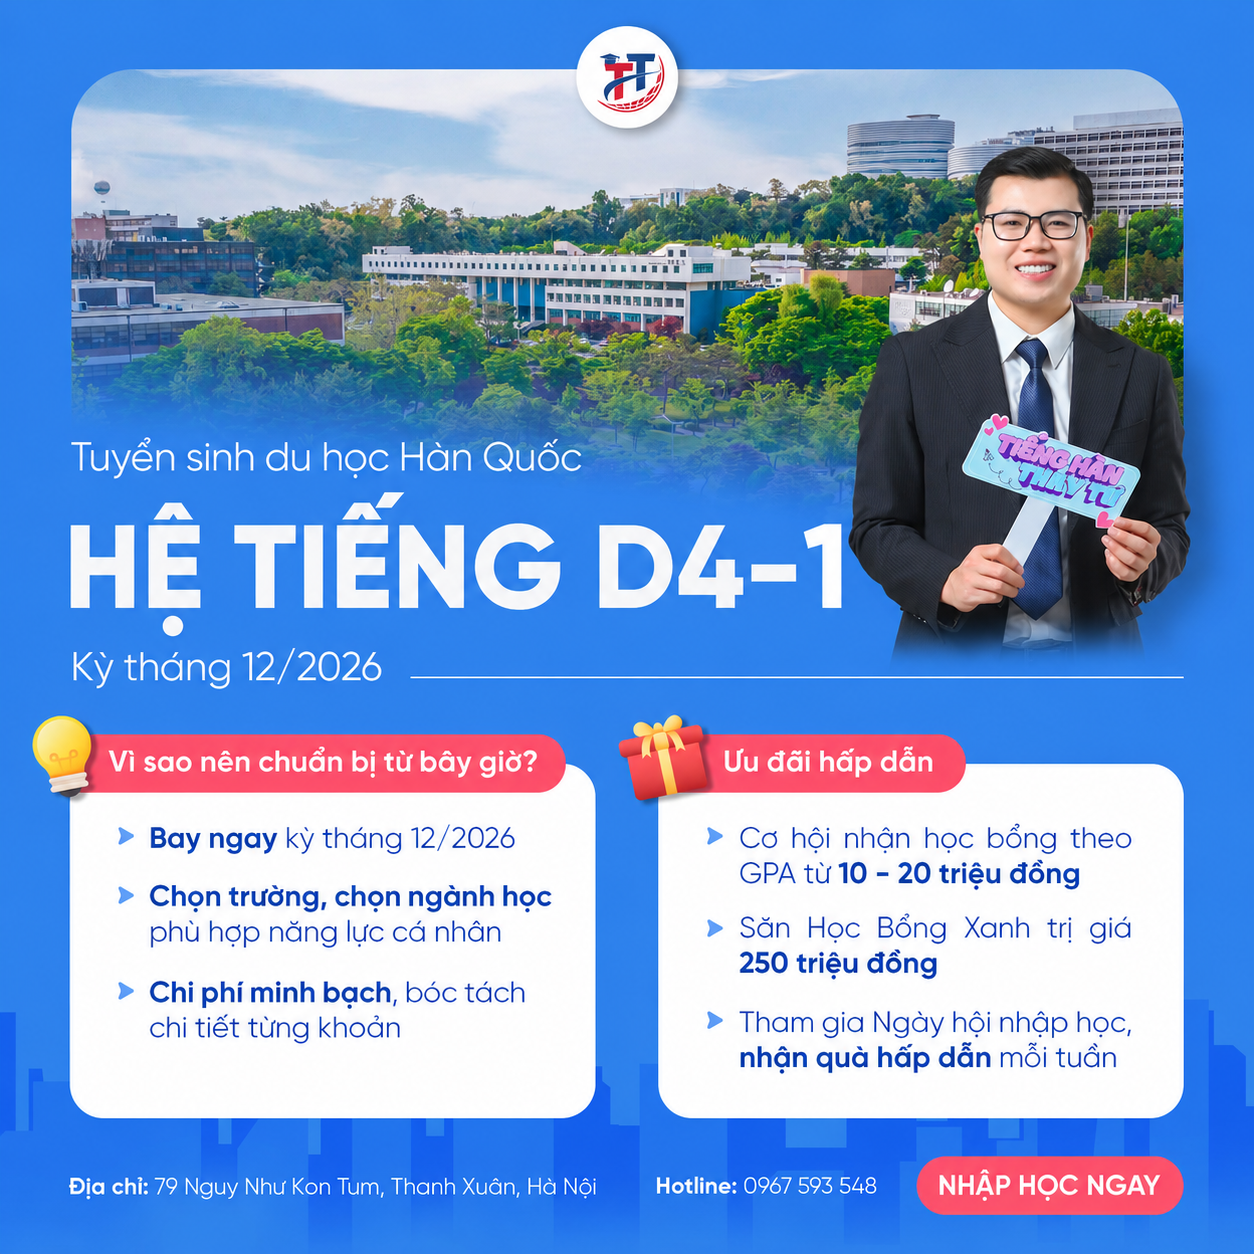 TT
Tuyển sinh du học Hàn Quốc
HỆ TIẾNG D4-1
Kỳ tháng 12/2026
TIẾNG HÀN
THẦY TÚ
Vì sao nên chuẩn bị từ bây giờ?
Bay ngay kỳ tháng 12/2026
Chọn trường, chọn ngành học
phù hợp năng lực cá nhân
Chi phí minh bạch, bóc tách
chi tiết từng khoản
Ưu đãi hấp dẫn
Cơ hội nhận học bổng theo
GPA từ 10 - 20 triệu đồng
Săn Học Bổng Xanh trị giá
250 triệu đồng
Tham gia Ngày hội nhập học,
nhận quà hấp dẫn mỗi tuần
Địa chỉ: 79 Nguy Như Kon Tum, Thanh Xuân, Hà Nội
Hotline: 0967 593 548
NHẬP HỌC NGAY